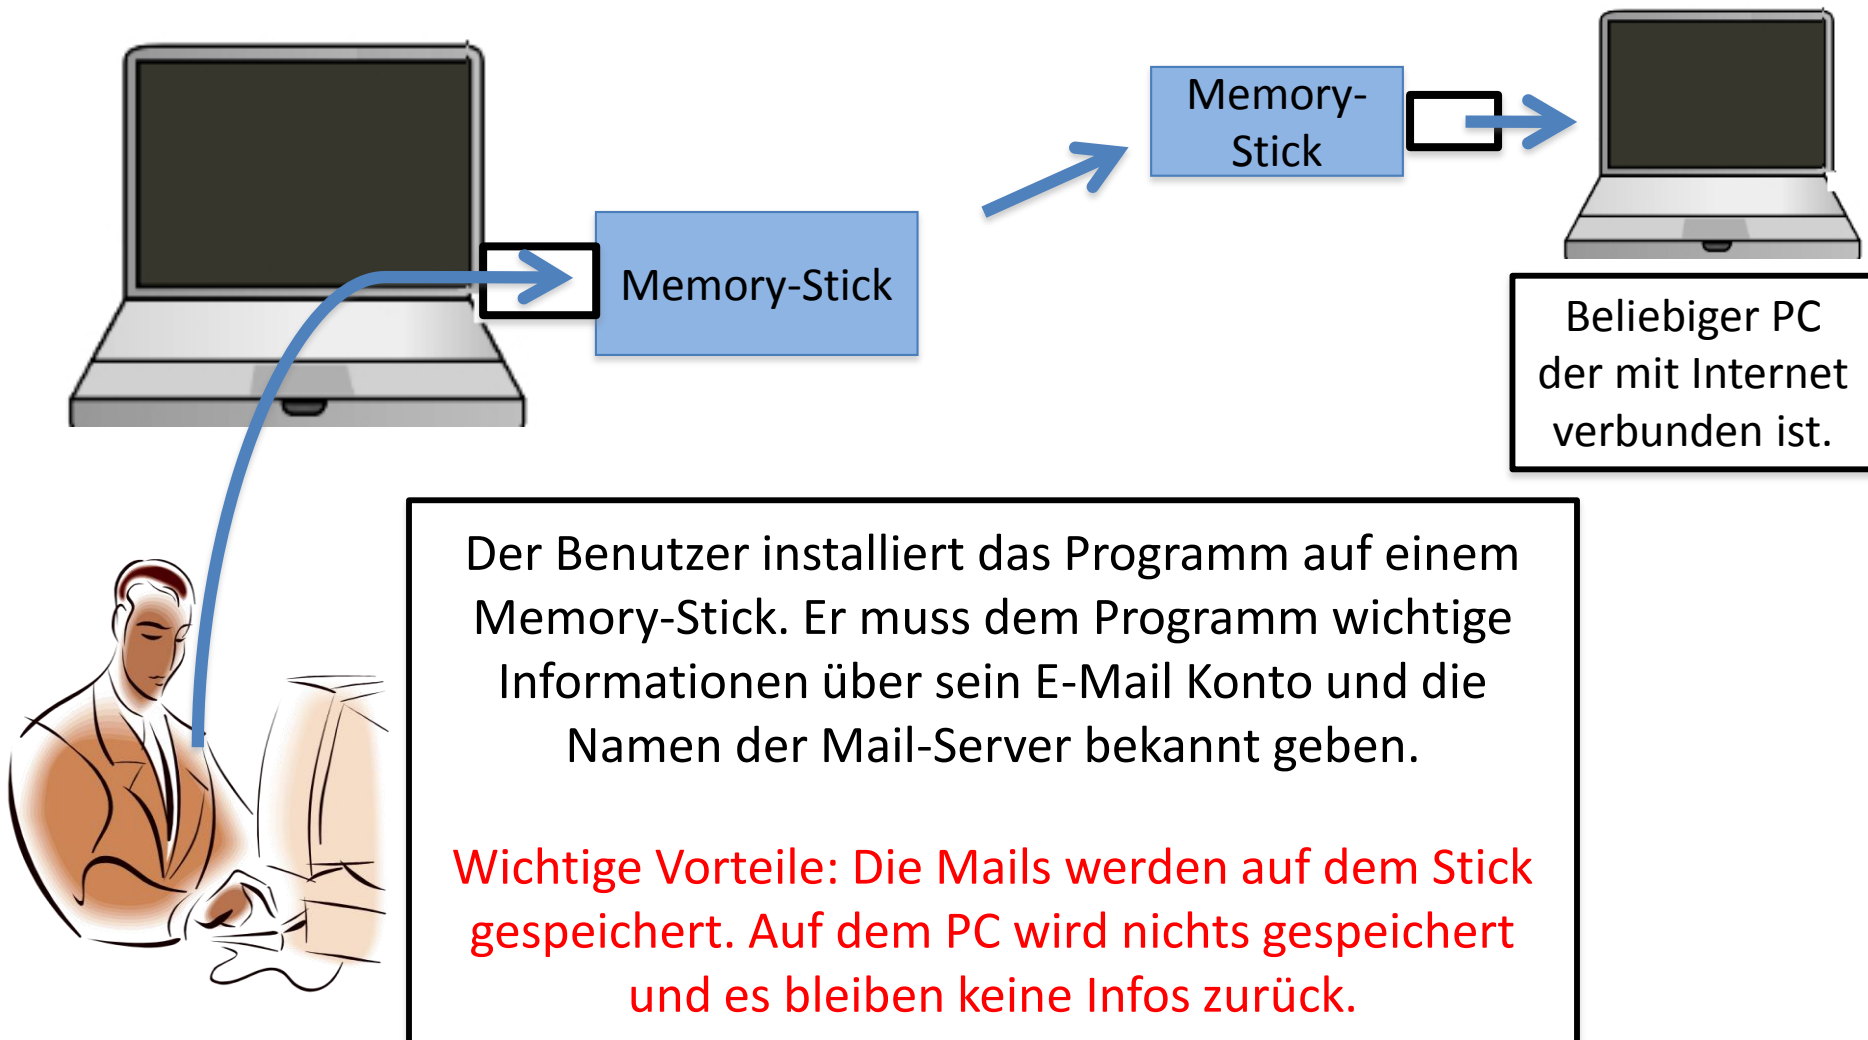 Memory-
Stick
Memory-Stick
Beliebiger PC
der mit Internet
verbunden ist.
Der Benutzer installiert das Programm auf einem
Memory-Stick. Er muss dem Programm wichtige
Informationen über sein E-Mail Konto und die
Namen der Mail-Server bekannt geben.
Wichtige Vorteile: Die Mails werden auf dem Stick
gespeichert. Auf dem PC wird nichts gespeichert
und es bleiben keine Infos zurück.